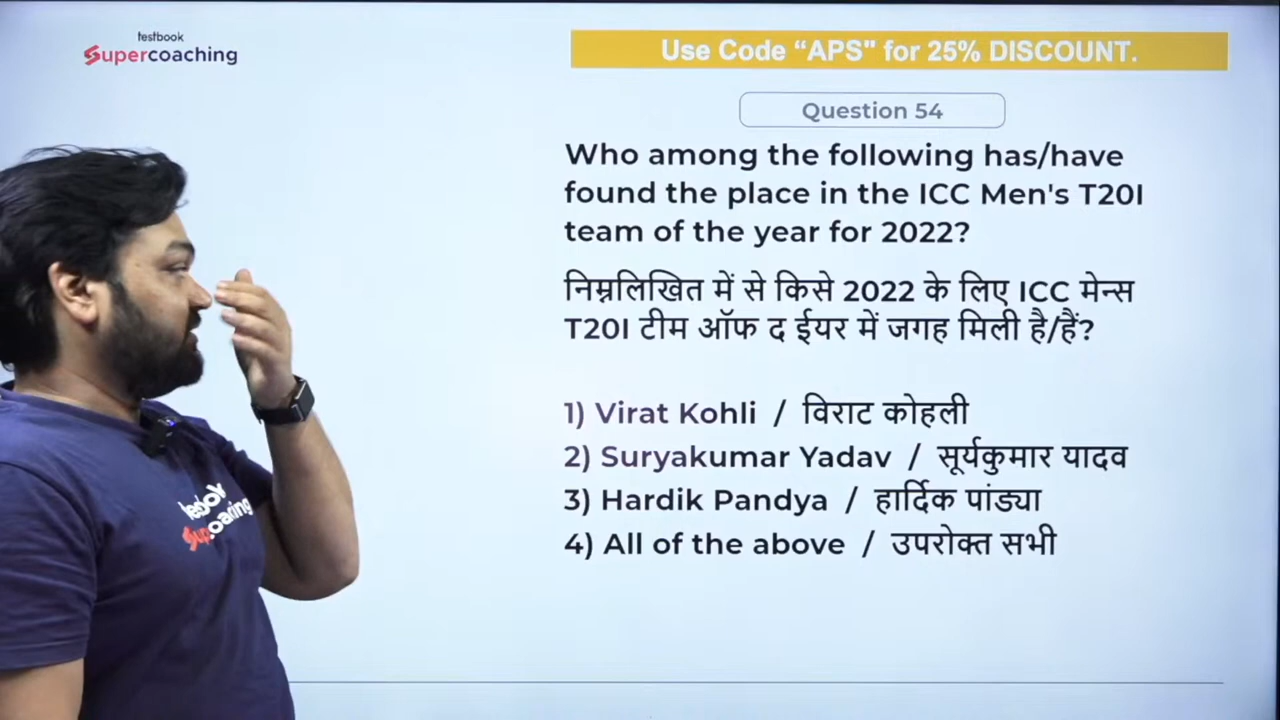 testbook
Supercoaching
Use Code “APS" for 25% DISCOUNT.
Question 54
Who among the following has/have
found the place in the ICC Men's T20I
team of the year for 2022?
निम्नलिखित में से किसे 2022 के लिए ICC मेन्स
T20I टीम ऑफ द ईयर में जगह मिली है/हैं?
1) Virat Kohli / विराट कोहली
2) Suryakumar Yadav / सूर्यकुमार यादव
3) Hardik Pandya / हार्दिक पांड्या
4) All of the above / उपरोक्त सभी
testbook
Supercoaching